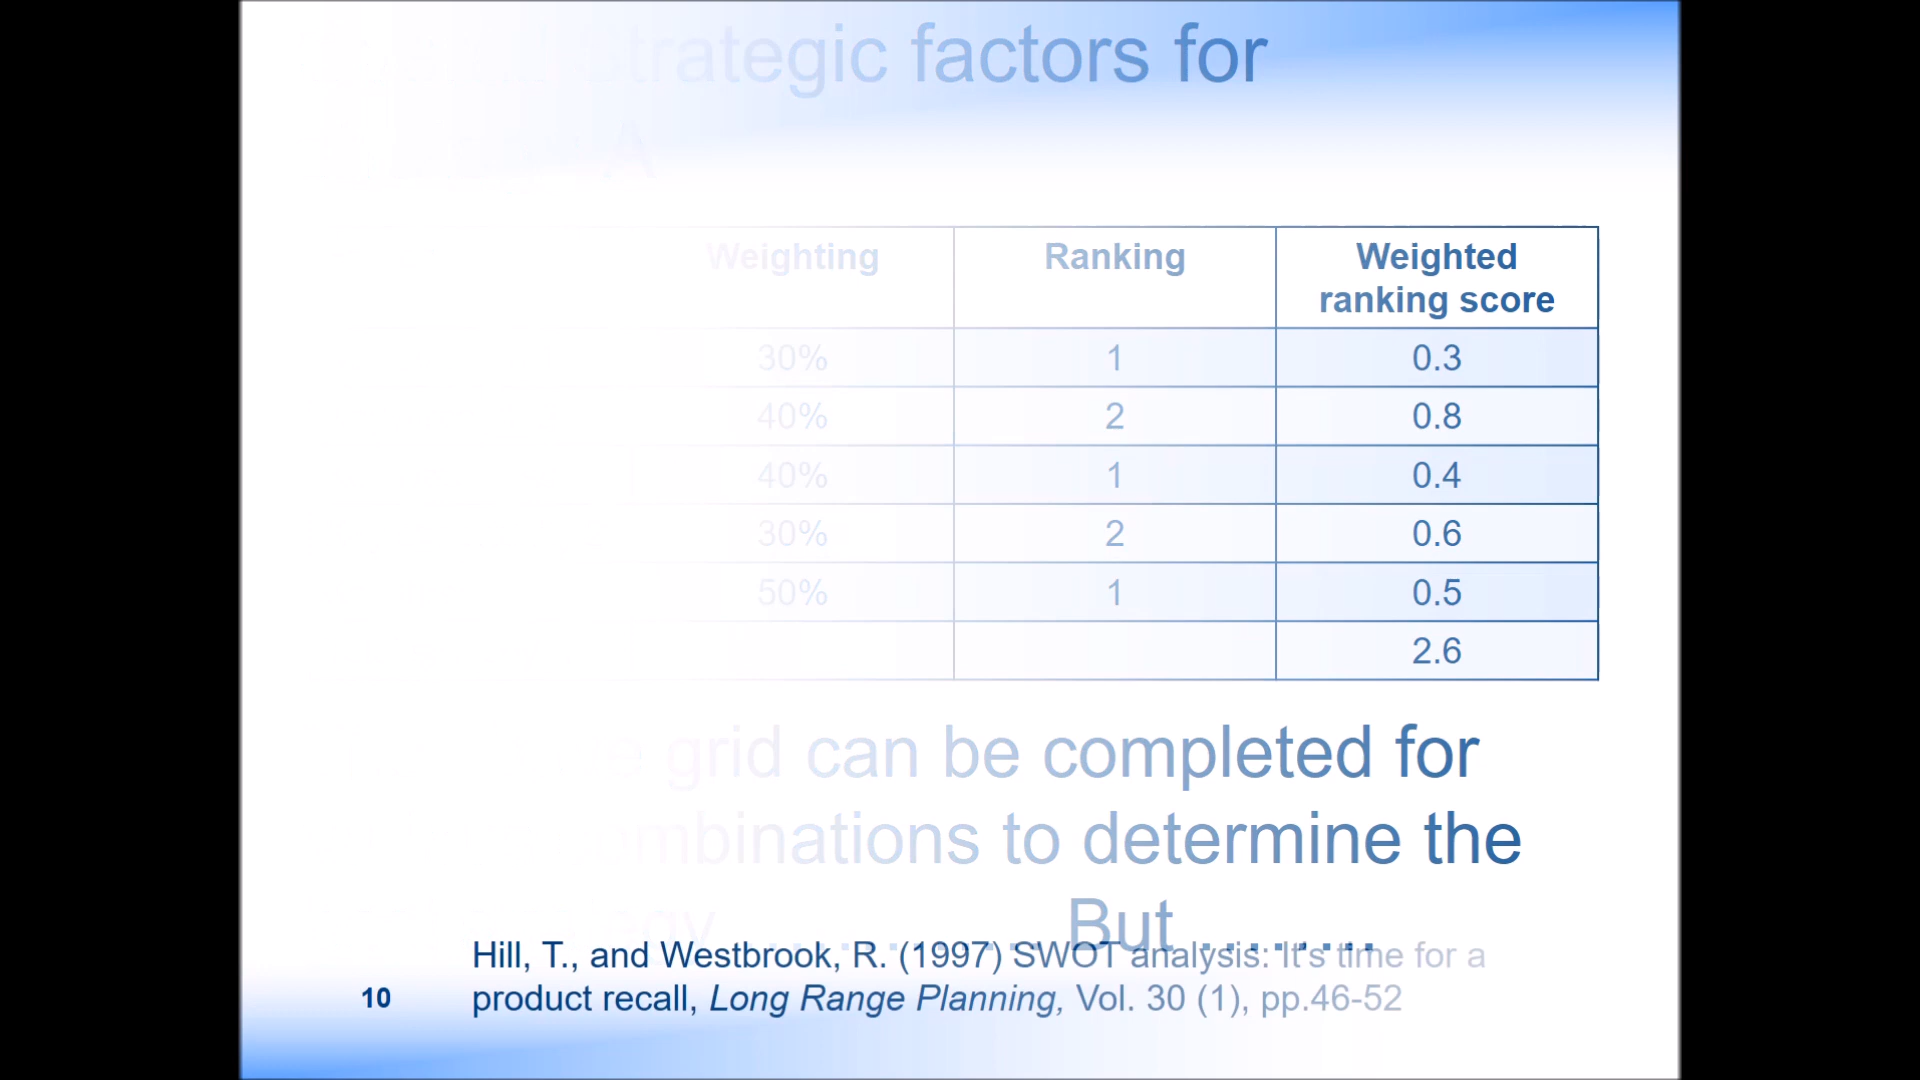 strategic factors for
A
Weighting Ranking Weighted
ranking score
30% 1 0.3
40% 2 0.8
40% 1 0.4
30% 2 0.6
50% 1 0.5
2.6
grid can be completed for
combinations to determine the
But ........
Hill, T., and Westbrook, R. (1997) SWOT analysis: It's time for a
10 product recall, Long Range Planning, Vol. 30 (1), pp.46-52